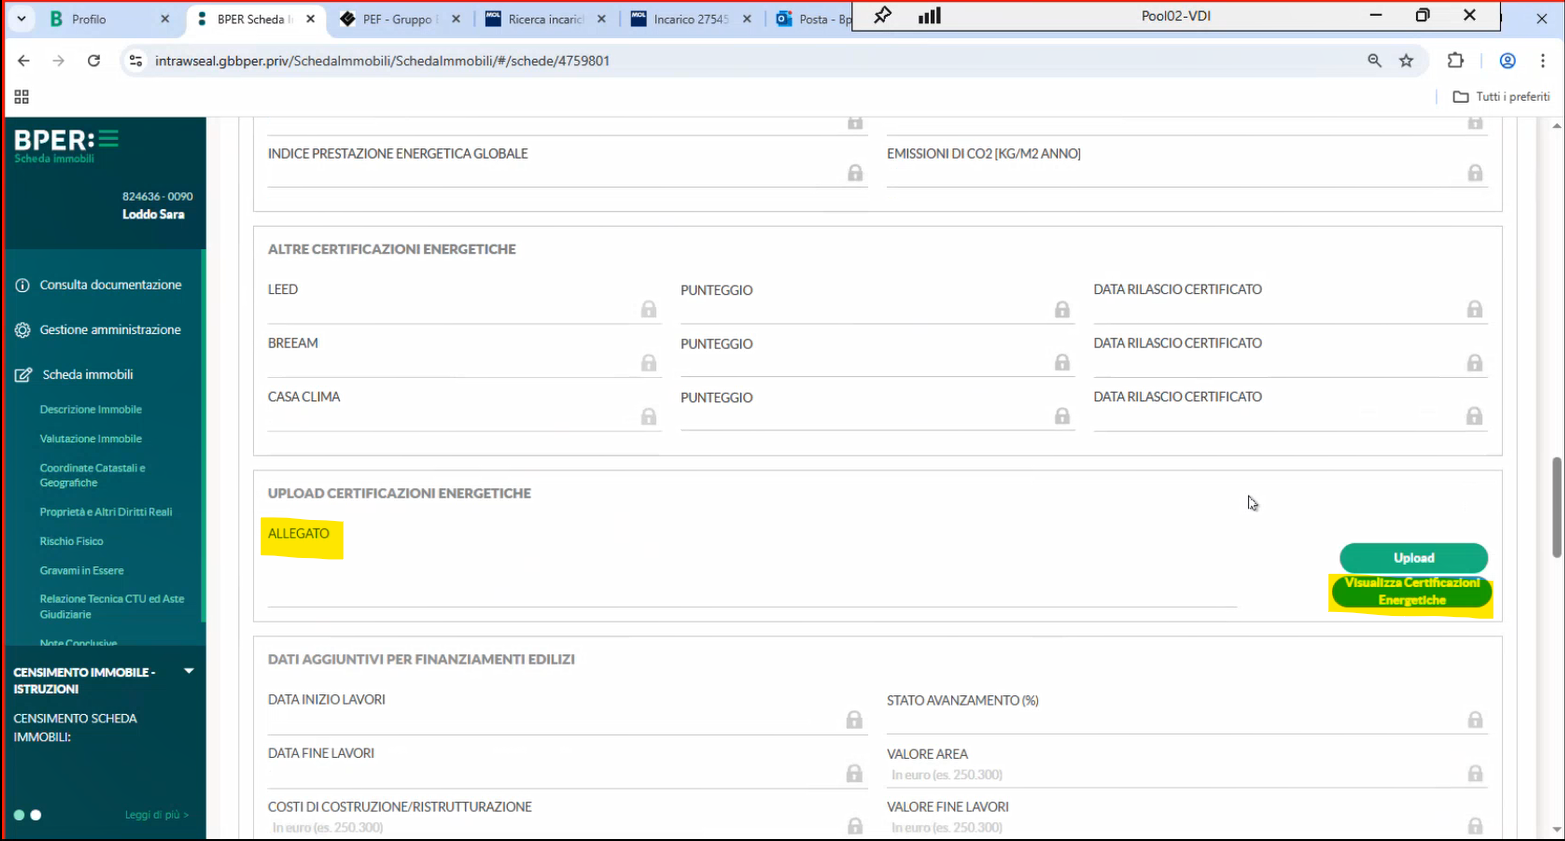 Profilo
BPER Scheda I
PEF - Gruppo
Ricerca incaric
Incarico 27545
Posta - Bp
Pool02-VDI
intrawseal.gbbper.priv/SchedaImmobili/SchedaImmobili/#/schede/4759801
Tutti i preferiti
BPER:
Scheda immobili
824636 - 0090
Loddo Sara
Consulta documentazione
Gestione amministrazione
Scheda immobili
Descrizione Immobile
Valutazione Immobile
Coordinate Catastali e
Geografiche
Proprietà e Altri Diritti Reali
Rischio Fisico
Gravami in Essere
Relazione Tecnica CTU ed Aste
Giudiziarie
Note Conclusive
CENSIMENTO IMMOBILE -
ISTRUZIONI
CENSIMENTO SCHEDA
IMMOBILI:
Leggi di più >
INDICE PRESTAZIONE ENERGETICA GLOBALE
EMISSIONI DI CO2 [KG/M2 ANNO]
ALTRE CERTIFICAZIONI ENERGETICHE
LEED
PUNTEGGIO
DATA RILASCIO CERTIFICATO
BREEAM
PUNTEGGIO
DATA RILASCIO CERTIFICATO
CASA CLIMA
PUNTEGGIO
DATA RILASCIO CERTIFICATO
UPLOAD CERTIFICAZIONI ENERGETICHE
ALLEGATO
Upload
Visualizza Certificazioni
Energetiche
DATI AGGIUNTIVI PER FINANZIAMENTI EDILIZI
DATA INIZIO LAVORI
STATO AVANZAMENTO (%)
DATA FINE LAVORI
VALORE AREA
In euro (es. 250.300)
COSTI DI COSTRUZIONE/RISTRUTTURAZIONE
In euro (es. 250.300)
VALORE FINE LAVORI
In euro (es. 250.300)